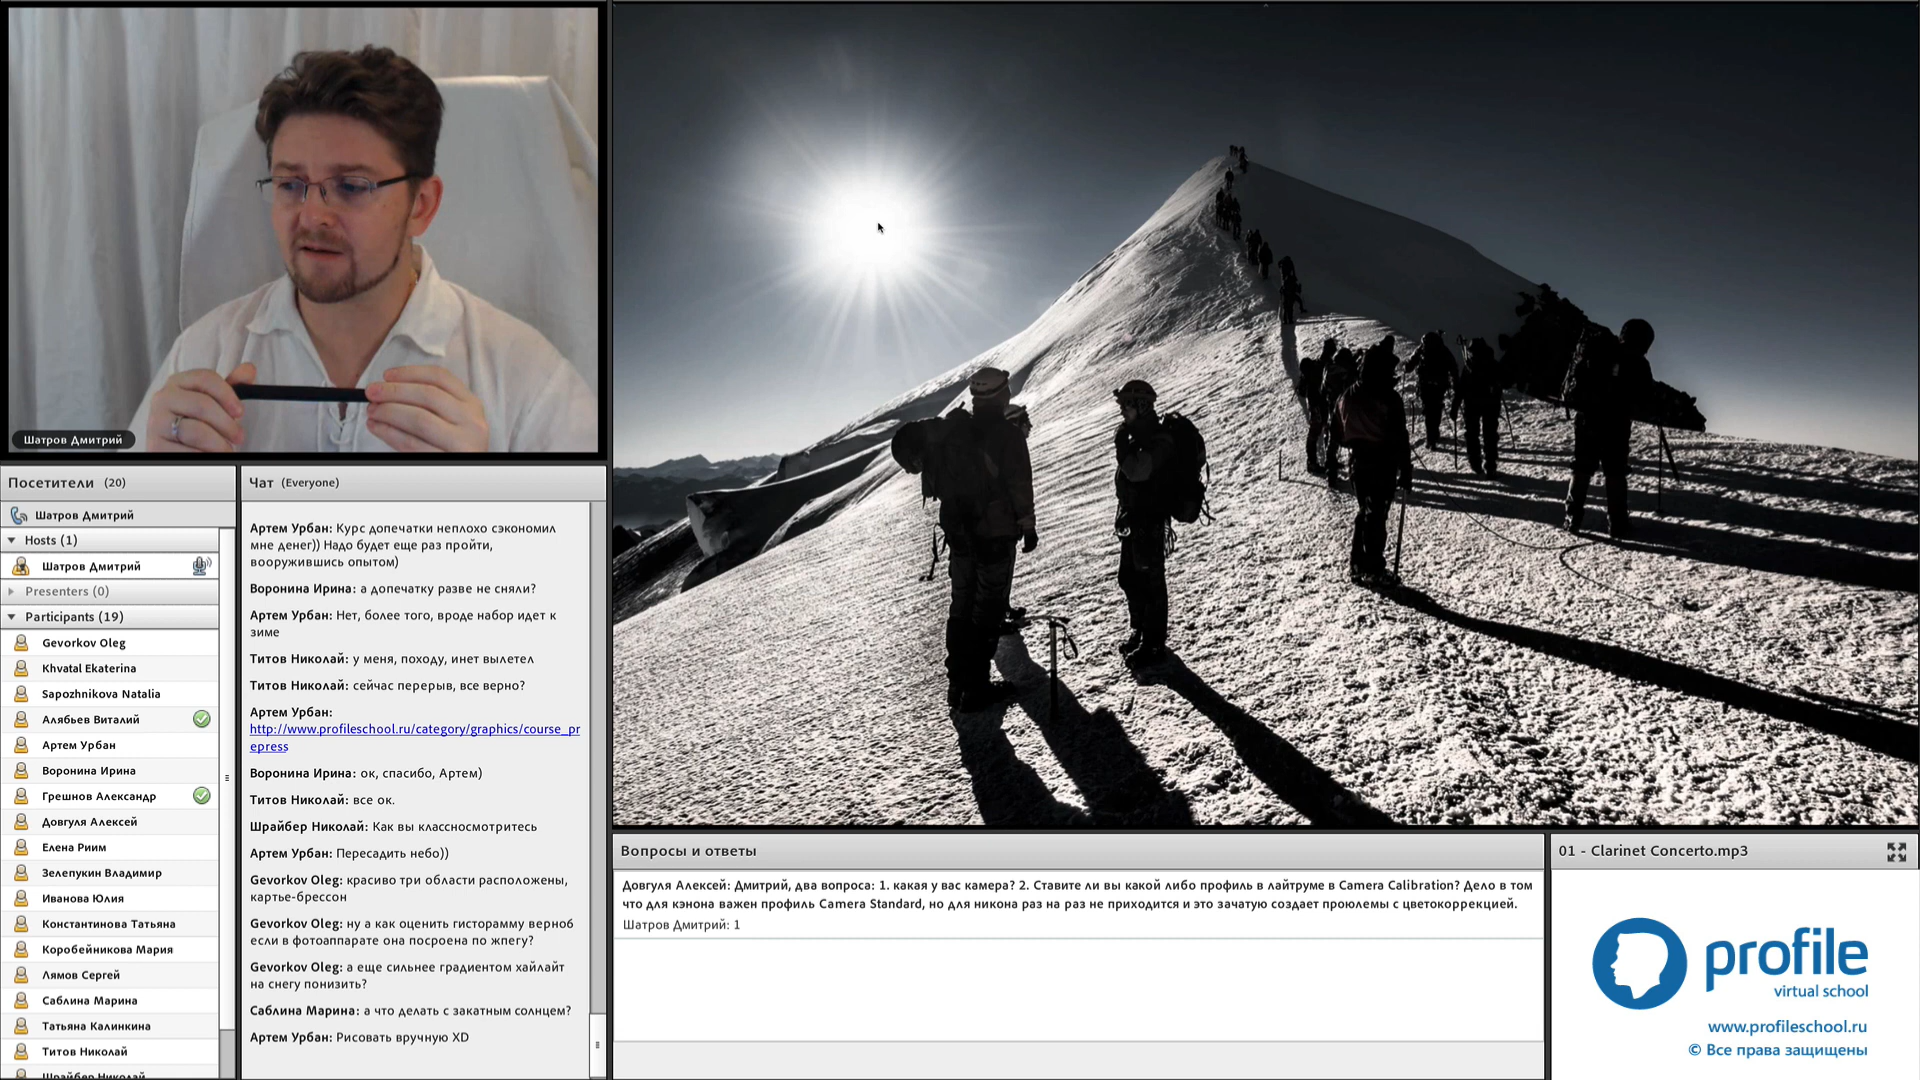 Шатров Дмитрий
Посетители (20)
Шатров Дмитрий
Hosts (1)
Шатров Дмитрий
Presenters (0)
Participants (19)
Gevorkov Oleg
Khvatal Ekaterina
Sapozhnikova Natalia
Алябьев Виталий
Артем Урбан
Воронина Ирина
Грешнов Александр
Довгуля Алексей
Елена Риим
Зелепукин Владимир
Иванова Юлия
Константинова Татьяна
Коробейникова Мария
Лямов Сергей
Саблина Марина
Татьяна Калинкина
Титов Николай
Шрайбер Николай
Чат (Everyone)
Артем Урбан: Курс допечатки неплохо сэкономил
мне денег)) Надо будет еще раз пройти,
вооружившись опытом)
Воронина Ирина: а допечатку разве не сняли?
Артем Урбан: Нет, более того, вроде набор идет к
зиме
Титов Николай: у меня, походу, инет вылетел
Титов Николай: сейчас перерыв, все верно?
Артем Урбан:
http://www.profileschool.ru/category/graphics/course_pr
epress
Воронина Ирина: ок, спасибо, Артем)
Титов Николай: все ок.
Шрайбер Николай: Как вы классносмотритесь
Артем Урбан: Пересадить небо))
Gevorkov Oleg: красиво три области расположены,
картье-брессон
Gevorkov Oleg: ну а как оценить гисторамму верноб
если в фотоаппарате она посроена по жпегу?
Gevorkov Oleg: а еще сильнее градиентом хайлайт
на снегу понизить?
Саблина Марина: а что делать с закатным солнцем?
Артем Урбан: Рисовать вручную XD
Вопросы и ответы
Довгуля Алексей: Дмитрий, два вопроса: 1. какая у вас камера? 2. Ставите ли вы какой либо профиль в лайтруме в Camera Calibration? Дело в том
что для кэнона важен профиль Camera Standard, но для никона раз на раз не приходится и это зачатую создает проюлемы с цветокоррекцией.
Шатров Дмитрий: 1
01 - Clarinet Concerto.mp3
profile
virtual school
www.profileschool.ru
© Все права защищены